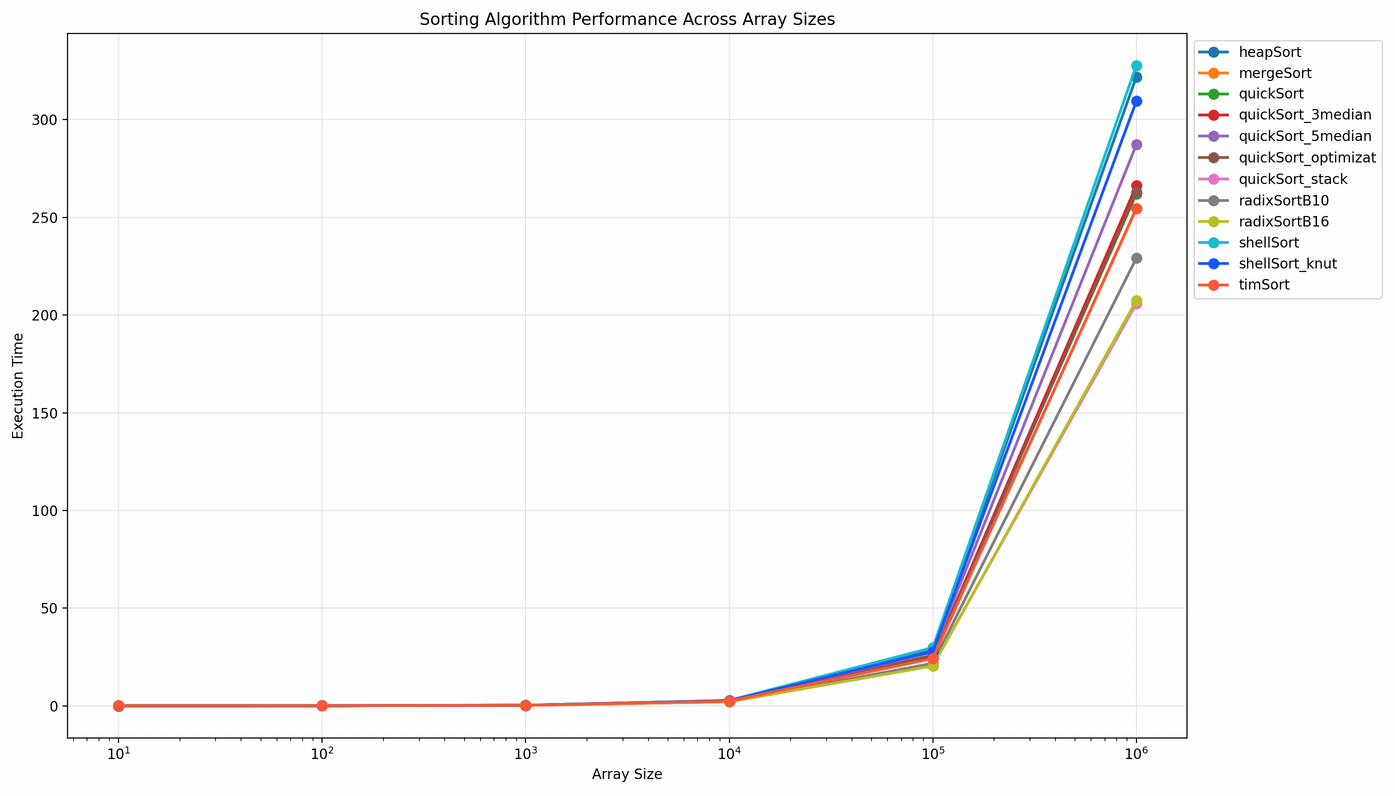 Sorting Algorithm Performance Across Array Sizes
heapSort
mergeSort
quickSort
quickSort_3median
quickSort_5median
quickSort_optimizat
quickSort_stack
radixSortB10
radixSortB16
shellSort
shellSort_knut
timSort
Execution Time
300
250
200
150
100
50
0
10¹ 10² 10³ 10⁴ 10⁵ 10⁶
Array Size